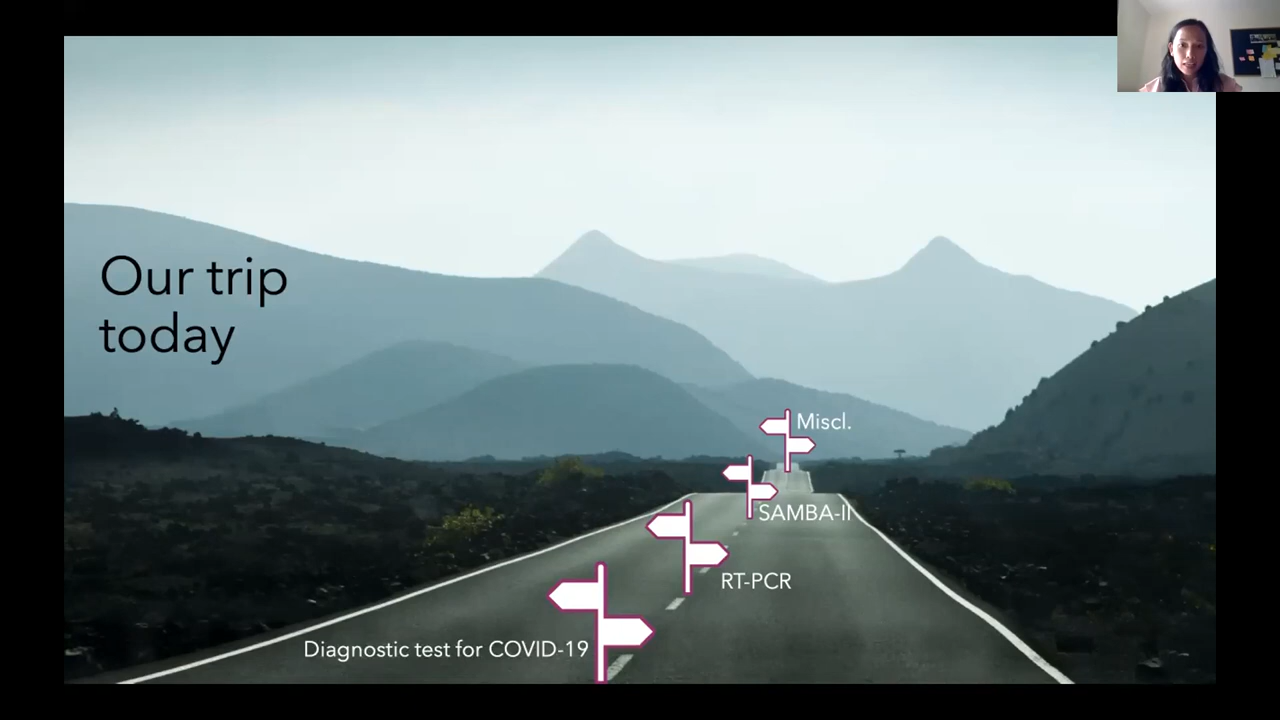 Our trip
today
Miscl.
SAMBA-II
RT-PCR
Diagnostic test for COVID-19